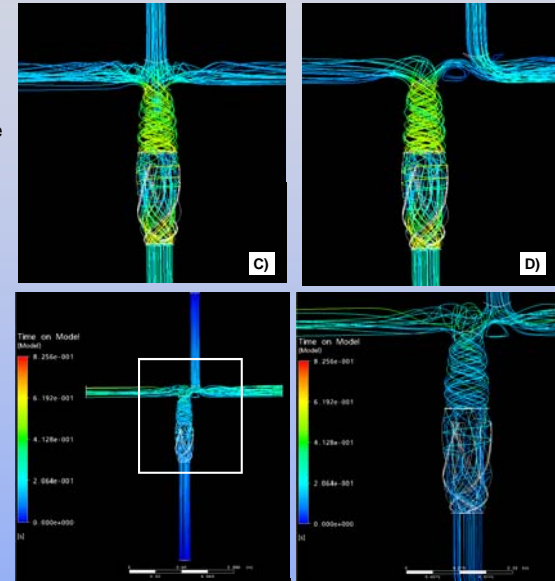 e
C)
D)
Time on Model
(Model)
8.256e-001
6.192e-001
4.128e-001
2.064e-001
0.000e+000
[s]
Time on Model
(Model)
8.256e-001
6.192e-001
4.128e-001
2.064e-001
0.000e+000
[s]